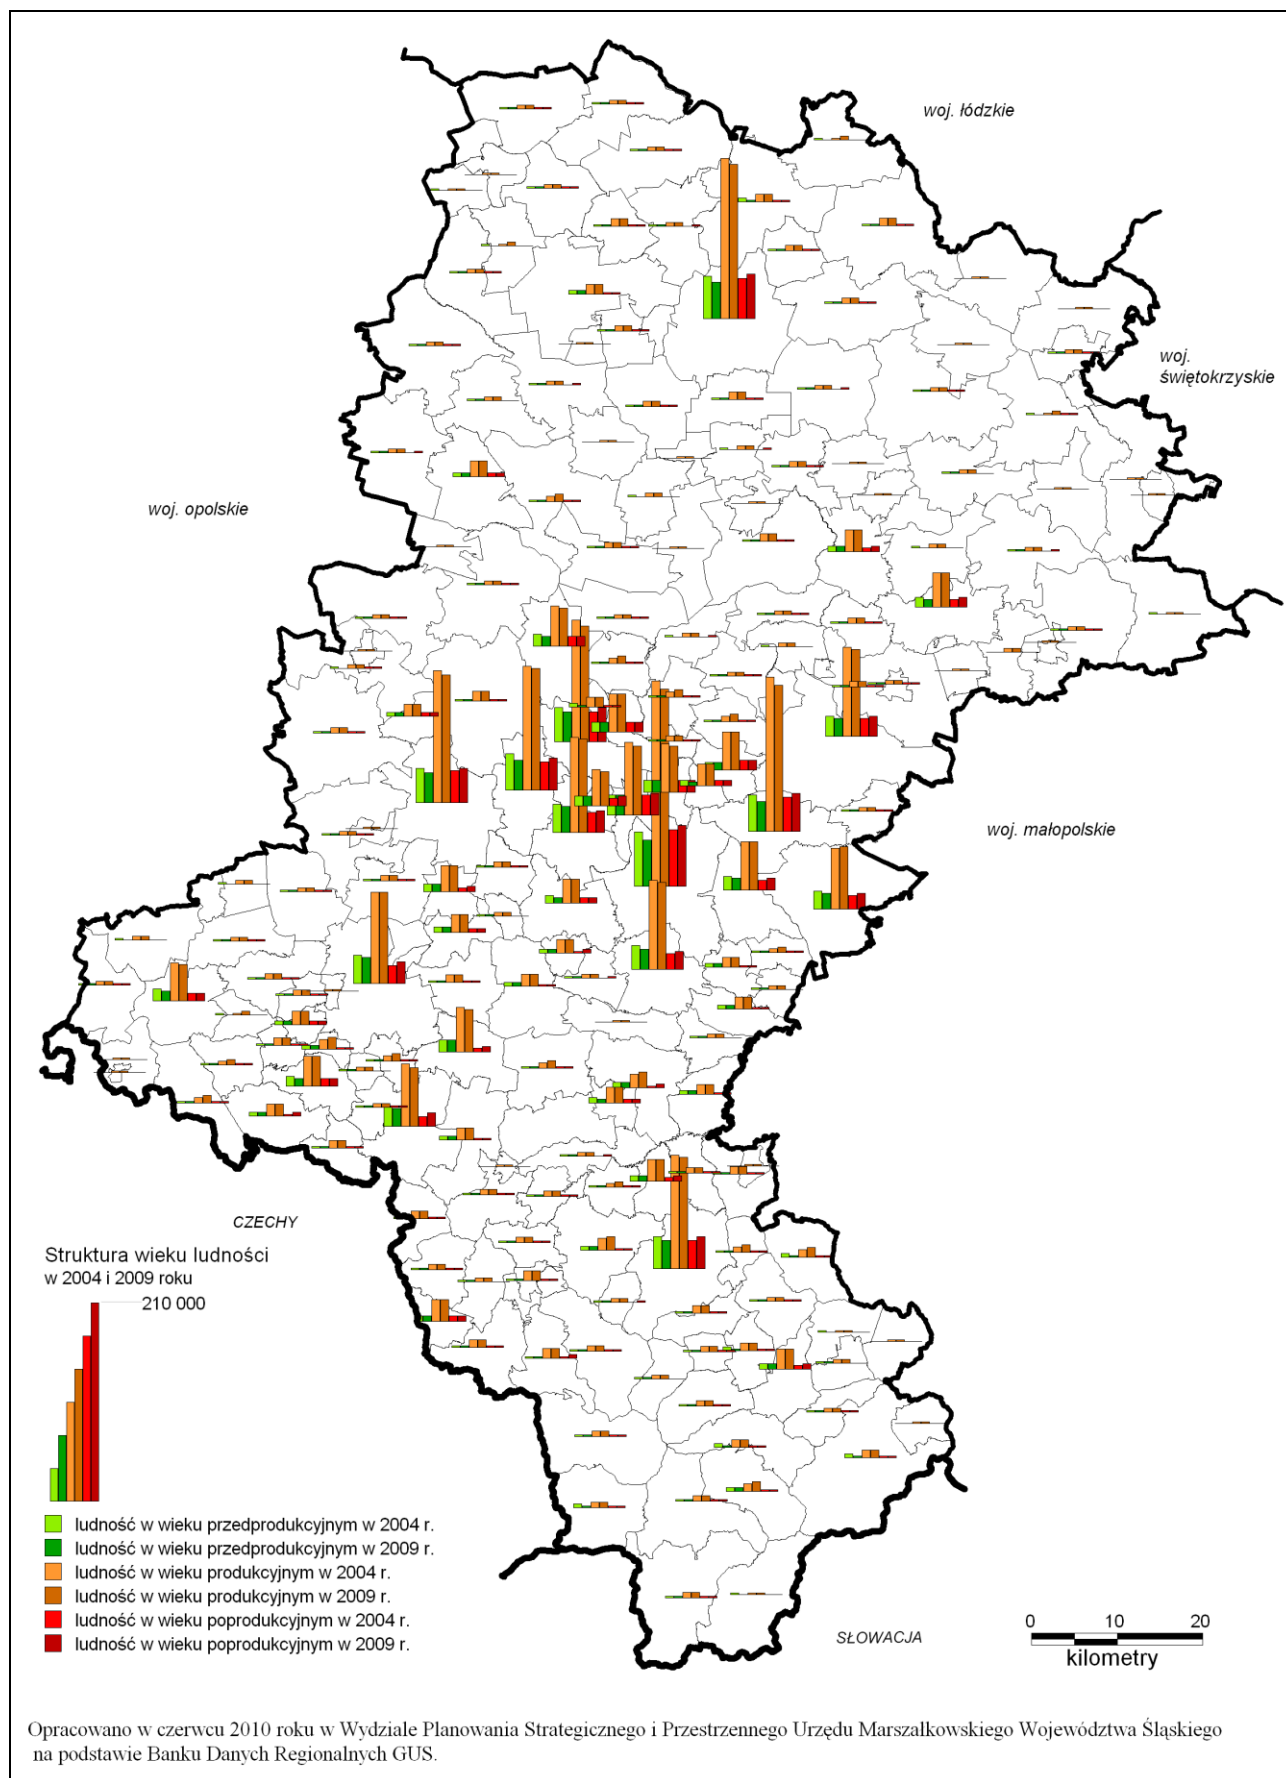 woj. łódzkie
woj.
świętokrzyskie
woj. opolskie
woj. małopolskie
CZECHY
Struktura wieku ludności
w 2004 i 2009 roku
210 000
ludność w wieku przedprodukcyjnym w 2004 r.
ludność w wieku przedprodukcyjnym w 2009 r.
ludność w wieku produkcyjnym w 2004 r.
ludność w wieku produkcyjnym w 2009 r.
ludność w wieku poprodukcyjnym w 2004 r.
ludność w wieku poprodukcyjnym w 2009 r.
SŁOWACJA
0 10 20
kilometry
Opracowano w czerwcu 2010 roku w Wydziale Planowania Strategicznego i Przestrzennego Urzędu Marszałkowskiego Województwa Śląskiego
na podstawie Banku Danych Regionalnych GUS.